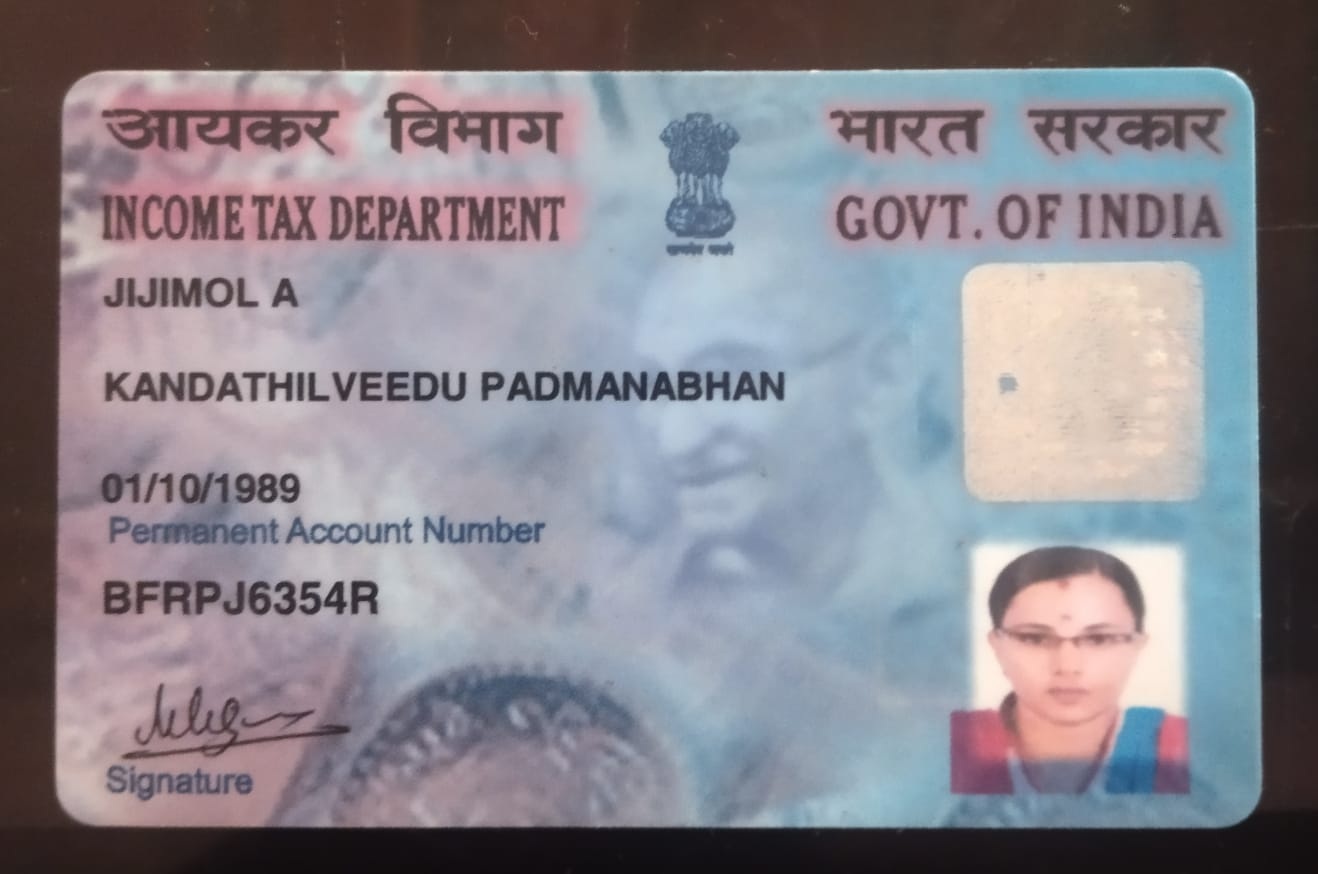 आयकर विभाग
भारत सरकार
INCOME TAX DEPARTMENT
GOVT. OF INDIA
JIJIMOL A
KANDATHILVEEDU PADMANABHAN
01/10/1989
Permanent Account Number
BFRPJ6354R
Signature